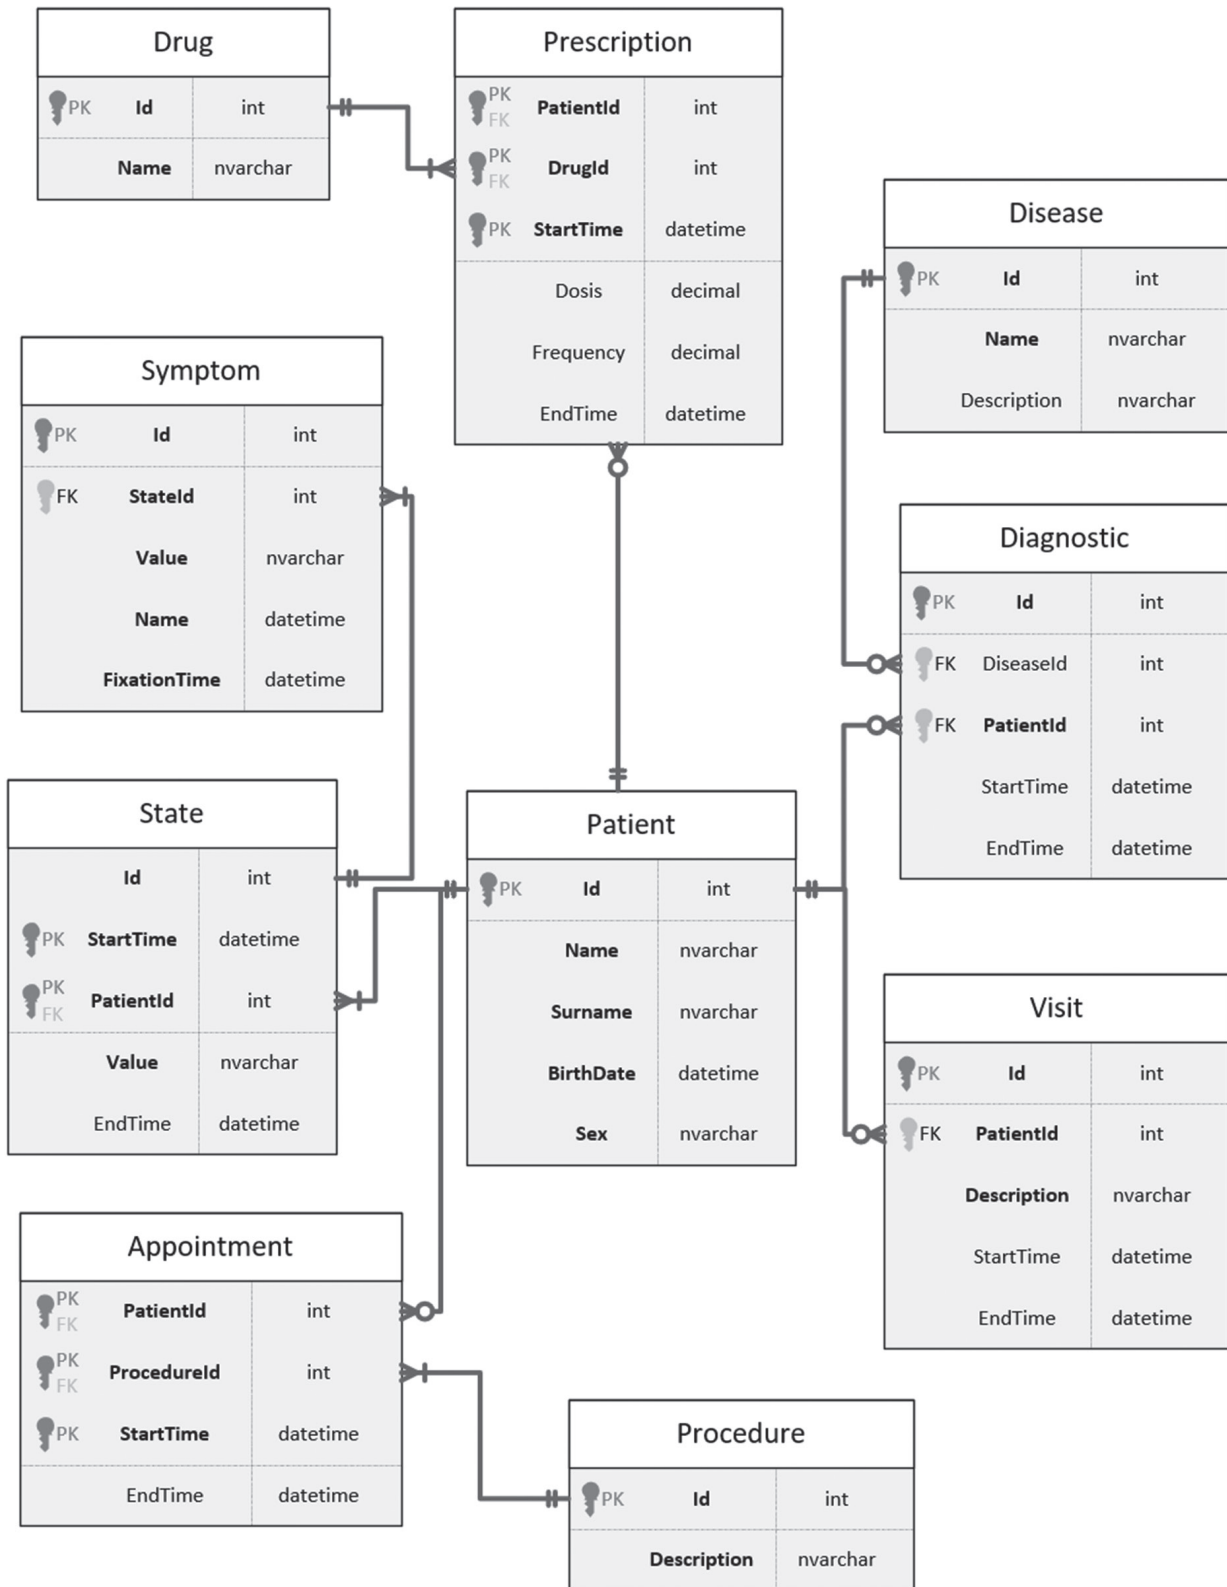 Drug
PK Id int
Name nvarchar
Prescription
PK FK PatientId int
PK FK DrugId int
PK StartTime datetime
Dosis decimal
Frequency decimal
EndTime datetime
Disease
PK Id int
Name nvarchar
Description nvarchar
Symptom
PK Id int
FK StateId int
Value nvarchar
Name datetime
FixationTime datetime
Diagnostic
PK Id int
FK DiseaseId int
FK PatientId int
StartTime datetime
EndTime datetime
State
Id int
PK StartTime datetime
PK FK PatientId int
Value nvarchar
EndTime datetime
Patient
PK Id int
Name nvarchar
Surname nvarchar
BirthDate datetime
Sex nvarchar
Visit
PK Id int
FK PatientId int
Description nvarchar
StartTime datetime
EndTime datetime
Appointment
PK FK PatientId int
PK FK ProcedureId int
PK StartTime datetime
EndTime datetime
Procedure
PK Id int
Description nvarchar